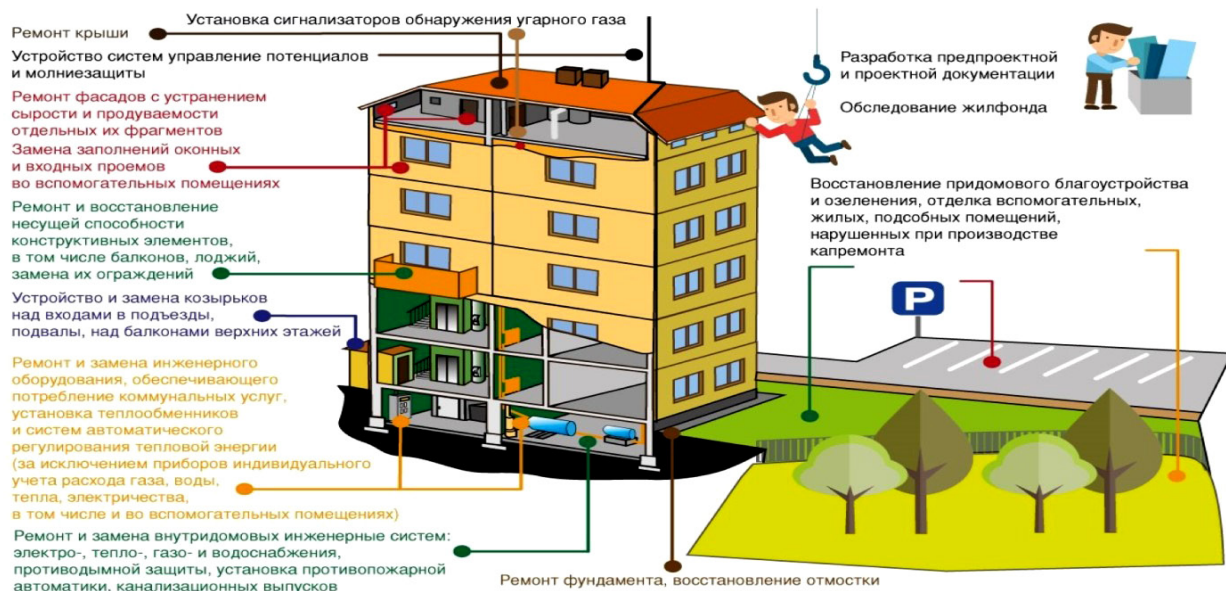 Установка сигнализаторов обнаружения угарного газа
Ремонт крыши
Устройство систем управление потенциалов
и молниезащиты
Ремонт фасадов с устранением
сырости и продуваемости
отдельных их фрагментов
Замена заполнений оконных
и входных проемов
во вспомогательных помещениях
Ремонт и восстановление
несущей способности
конструктивных элементов,
в том числе балконов, лоджий,
замена их ограждений
Устройство и замена козырьков
над входами в подъезды,
подвалы, над балконами верхних этажей
Ремонт и замена инженерного
оборудования, обеспечивающего
потребление коммунальных услуг,
установка теплообменников
и систем автоматического
регулирования тепловой энергии
(за исключением приборов индивидуального
учета расхода газа, воды,
тепла, электричества,
в том числе и во вспомогательных помещениях)
Ремонт и замена внутридомовых инженерные систем:
электро-, тепло-, газо- и водоснабжения,
противодымной защиты, установка противопожарной
автоматики, канализационных выпусков
Ремонт фундамента, восстановление отмостки
Разработка предпроектной
и проектной документации
Обследование жилфонда
Восстановление придомового благоустройства
и озеленения, отделка вспомогательных,
жилых, подсобных помещений,
нарушенных при производстве
капремонта
P